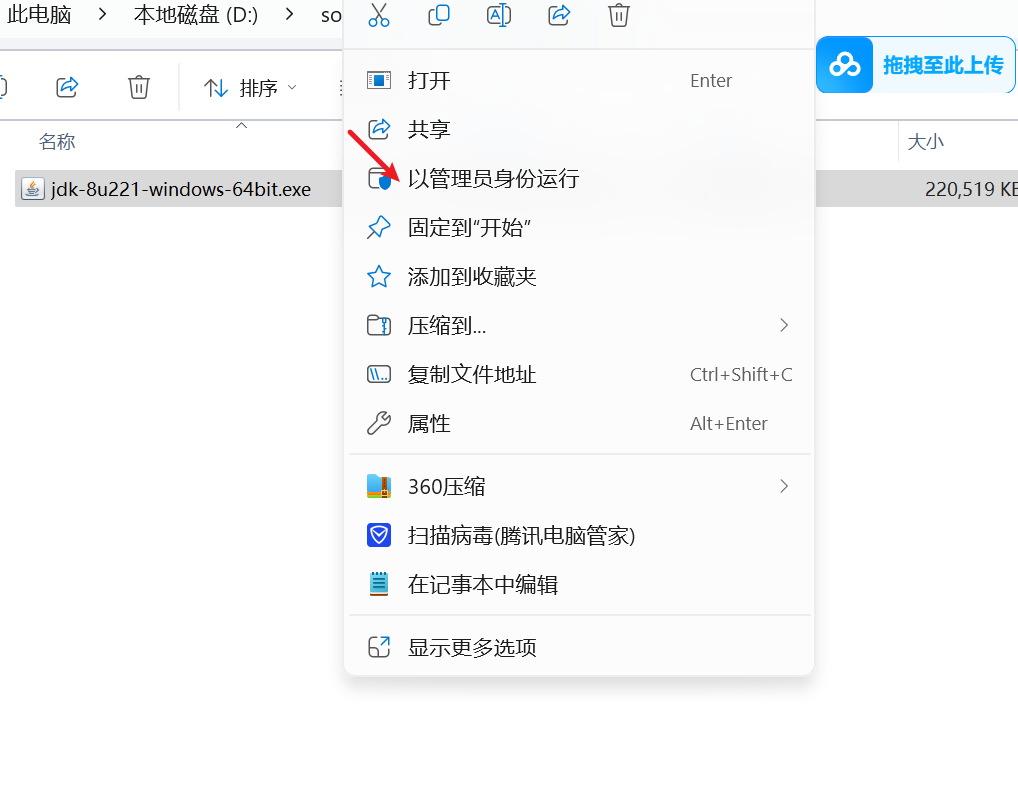 此电脑 > 本地磁盘 (D:) > so
拖拽至此上传
排序
名称
大小
jdk-8u221-windows-64bit.exe
220,519 KB
打开 Enter
共享
以管理员身份运行
固定到“开始”
添加到收藏夹
压缩到...
复制文件地址 Ctrl+Shift+C
属性 Alt+Enter
360压缩
扫描病毒(腾讯电脑管家)
在记事本中编辑
显示更多选项